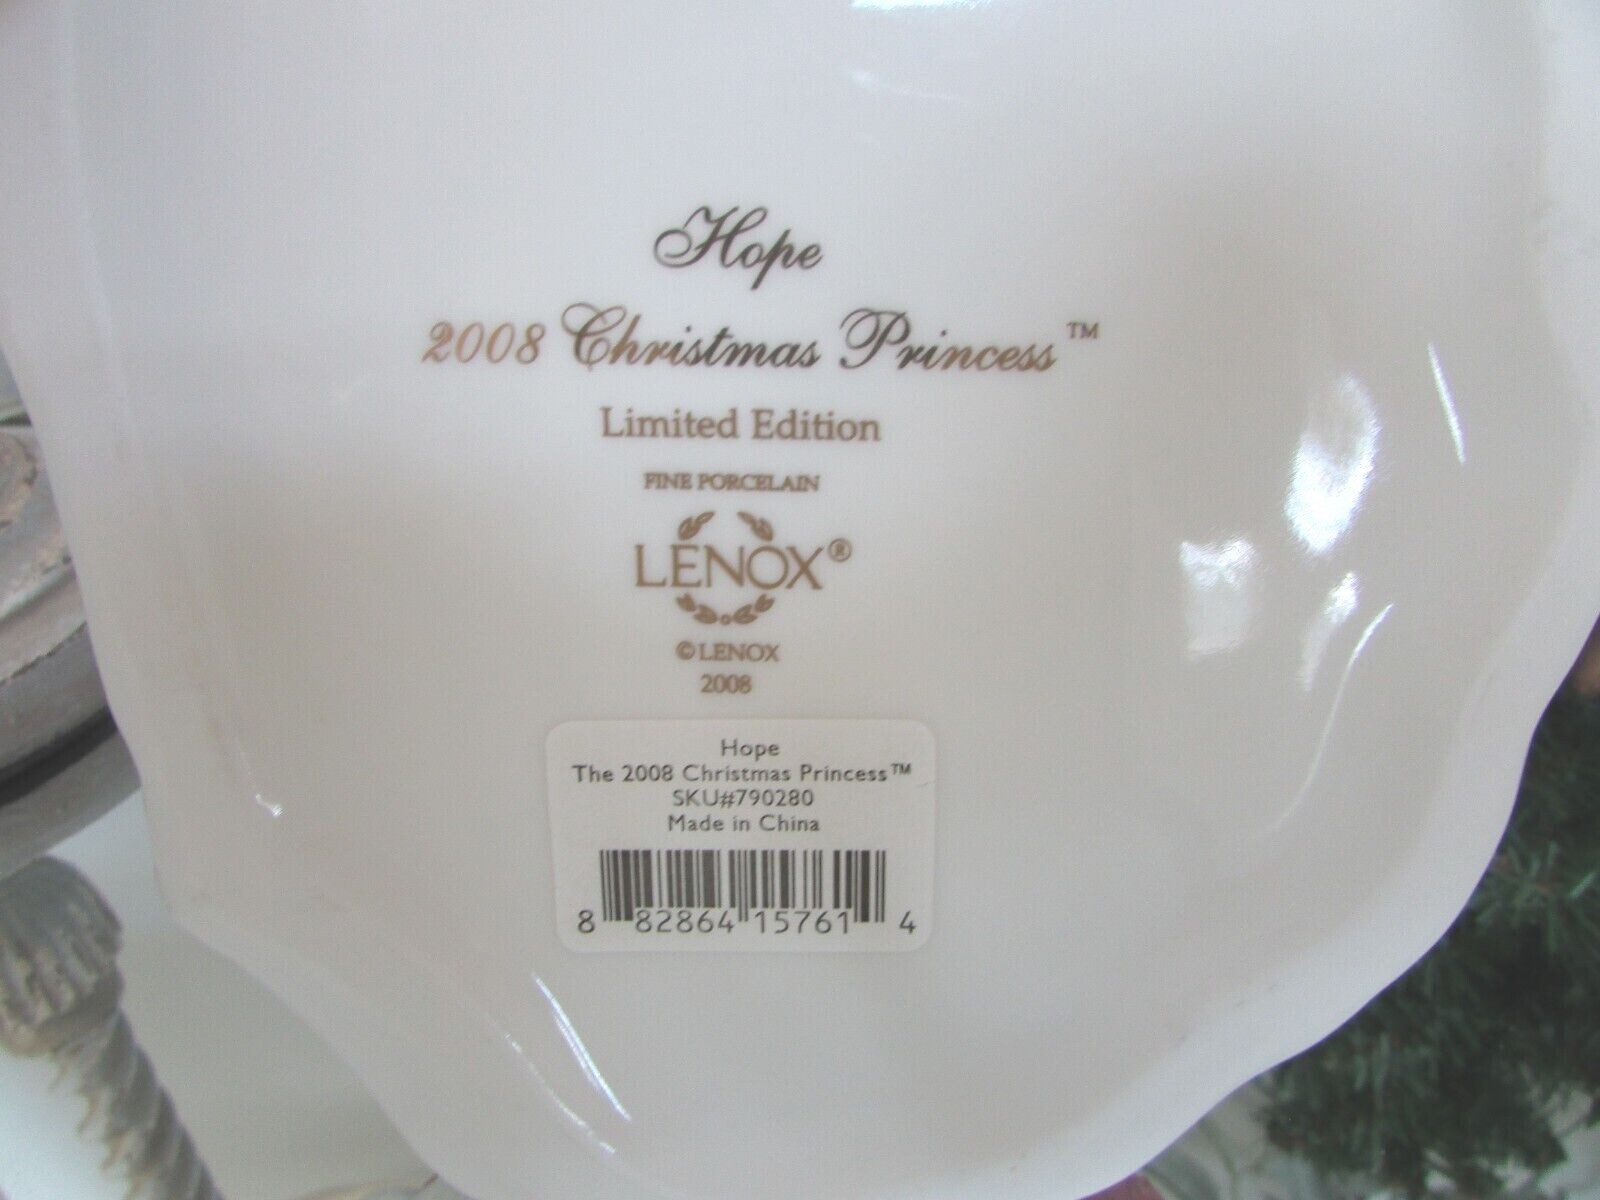 Hope
2008 Christmas Princess™
Limited Edition
FINE PORCELAIN
LENOX®
© LENOX
2008
Hope
The 2008 Christmas Princess™
SKU#790280
Made in China
8 82864 15761 4